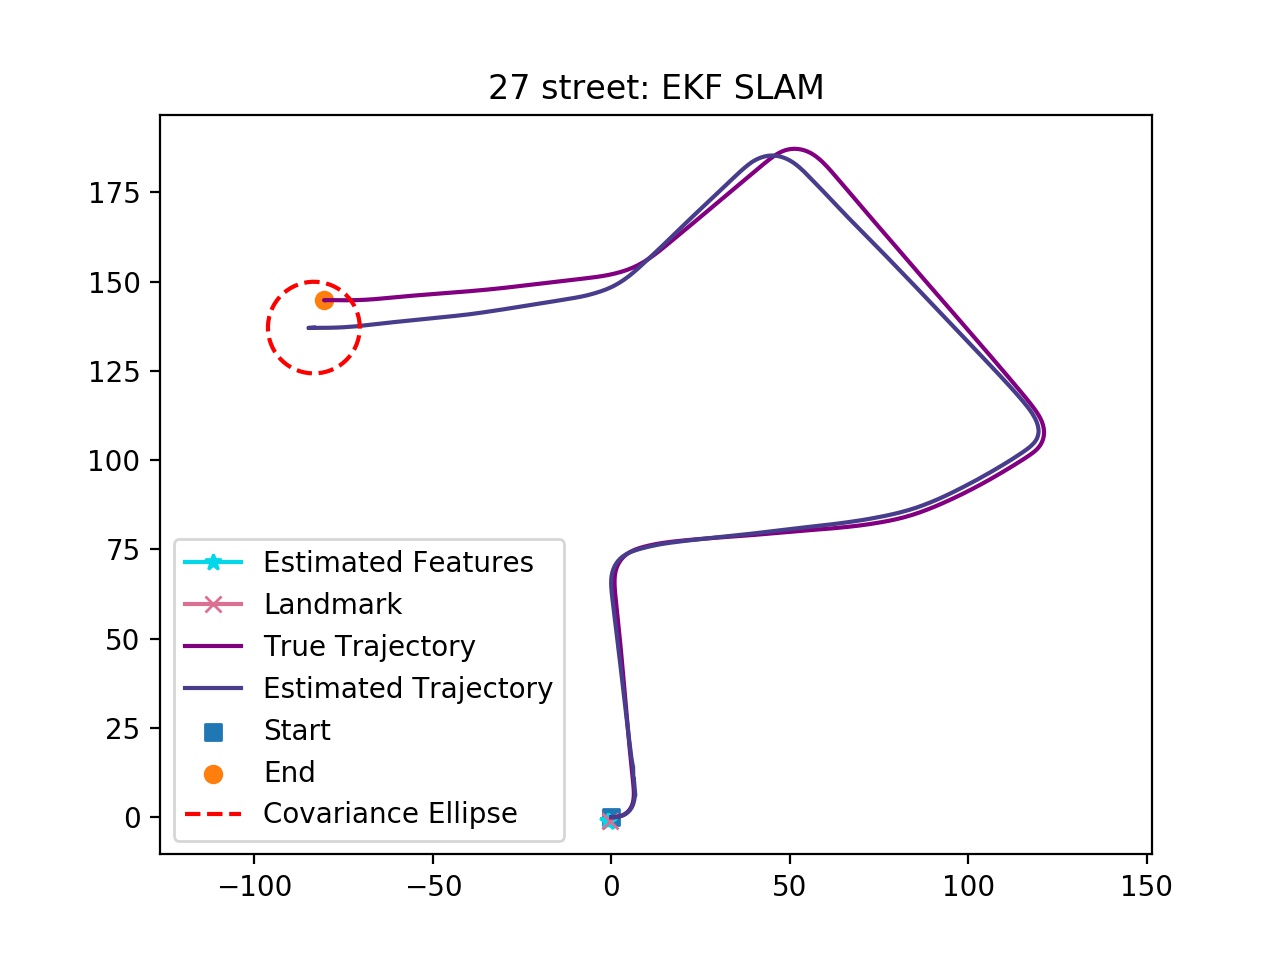 27 street: EKF SLAM
175
150
125
100
75
50
25
0
Estimated Features
Landmark
True Trajectory
Estimated Trajectory
Start
End
Covariance Ellipse
−100 −50 0 50 100 150